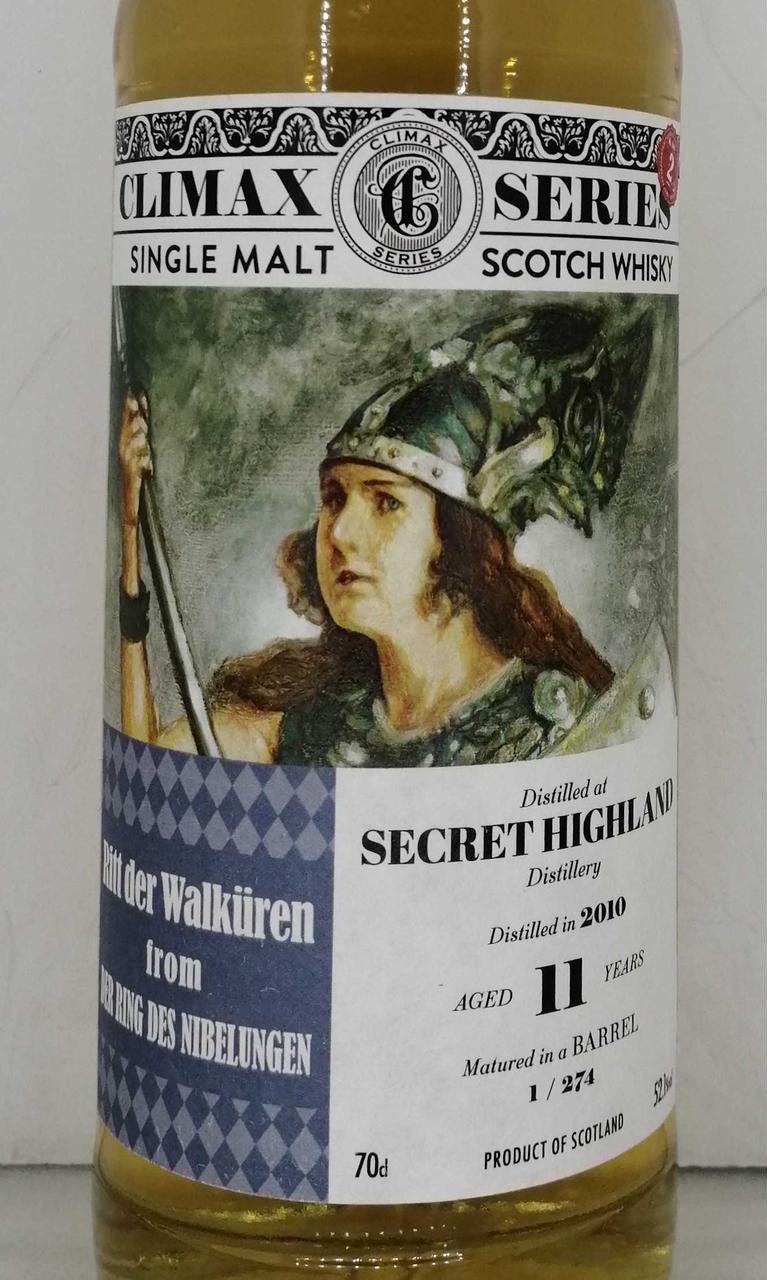 CLIMAX
CLIMAX SERIES
SERIES
SINGLE MALT SCOTCH WHISKY
2
Ritt der Walküren
from
DER RING DES NIBELUNGEN
Distilled at
SECRET HIGHLAND
Distillery
Distilled in 2010
AGED 11 YEARS
Matured in a BARREL
1 / 274
70cl
PRODUCT OF SCOTLAND